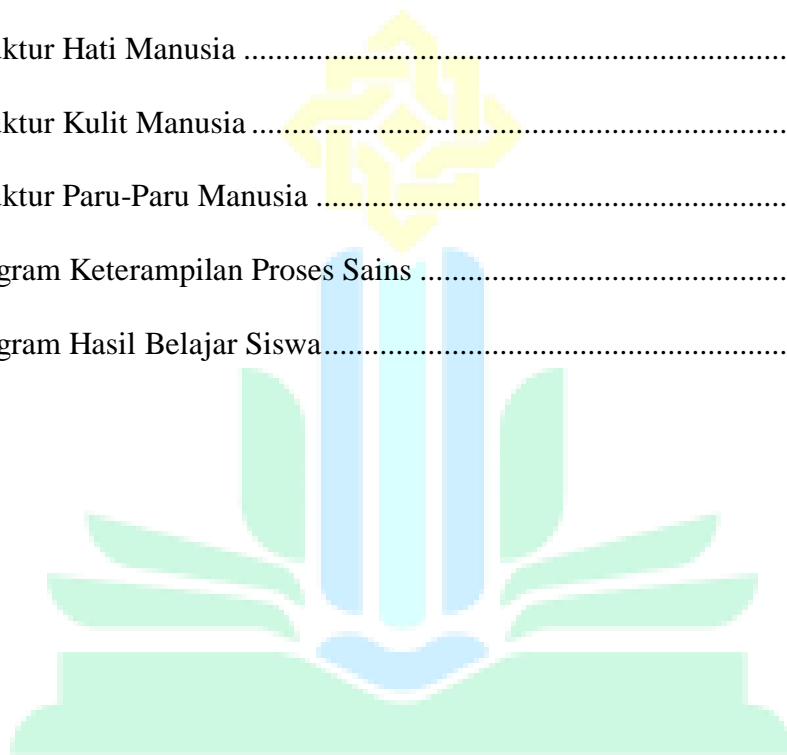 ktur Hati Manusia ....................................................................
ktur Kulit Manusia ...................................................................
ktur Paru-Paru Manusia ...........................................................
gram Keterampilan Proses Sains ..............................................
gram Hasil Belajar Siswa..........................................................